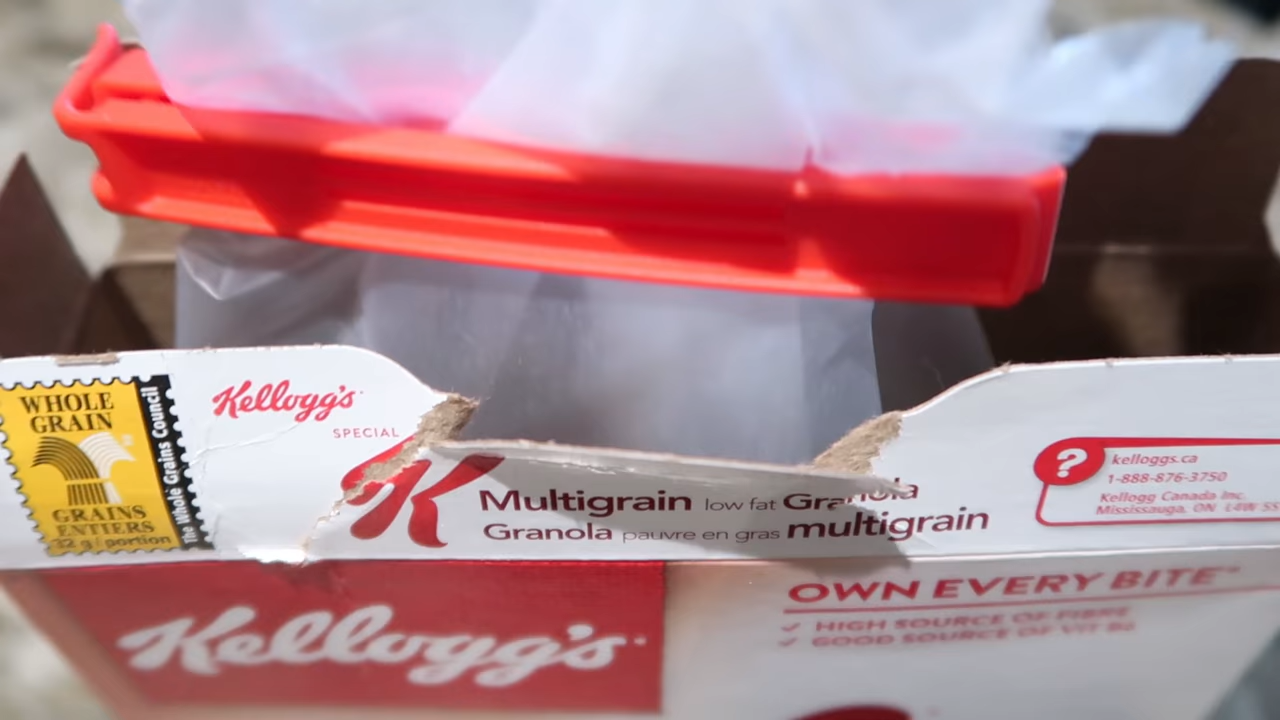 WHOLE
GRAIN
GRAINS
ENTIERS
32 g / portion
The Whole Grains Council
Kellogg's
SPECIAL
K
Multigrain low fat Granola
Granola pauvre en gras multigrain
?
kelloggs.ca
1-888-876-3750
Kellogg Canada Inc.
Mississauga, ON L4W
Kellogg's
OWN EVERY BITE
✓ HIGH SOURCE OF FIBRE
✓ GOOD SOURCE OF VIT B6